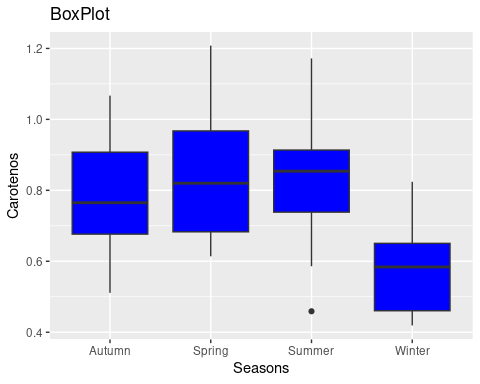 BoxPlot
1.2
1.0
0.8
0.6
0.4
Carotenos
Autumn
Spring
Summer
Winter
Seasons